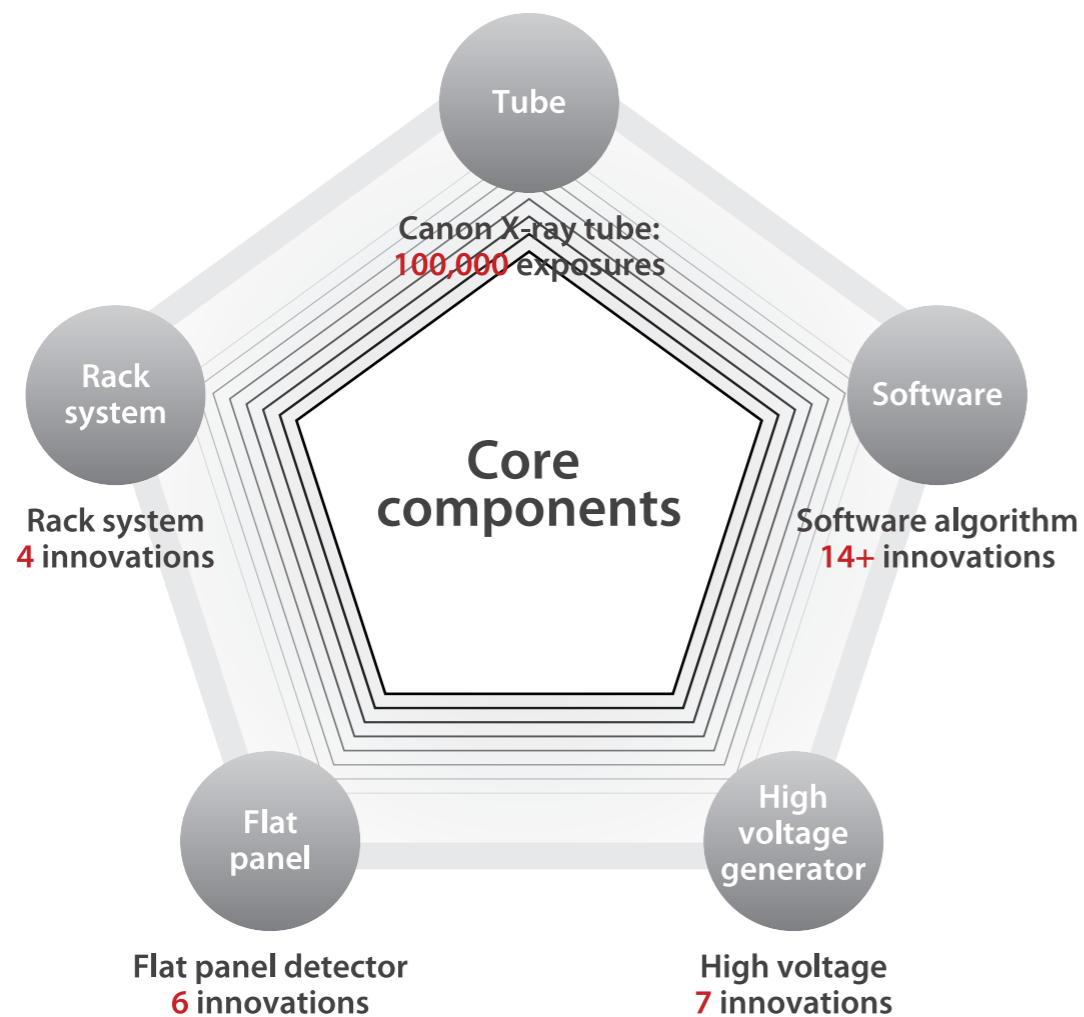 Tube
Canon X-ray tube:
100,000 exposures
Rack
system
Rack system
4 innovations
Software
Software algorithm
14+ innovations
Core
components
Flat
panel
Flat panel detector
6 innovations
High
voltage
generator
High voltage
7 innovations